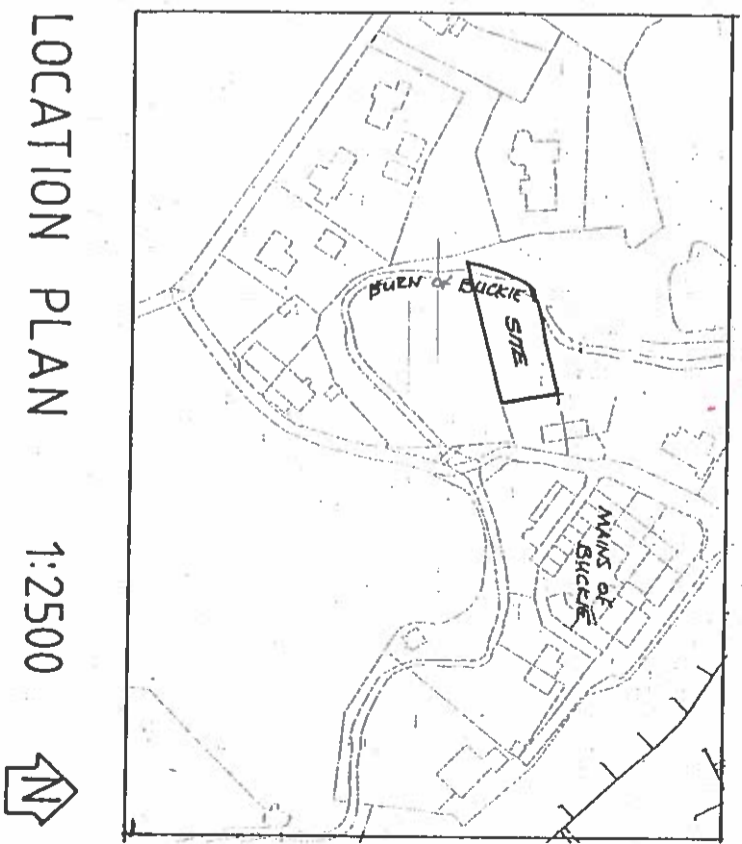 BURN of BUCKIE
SITE
MAINS of
BUCKIE
LOCATION PLAN 1:2500
N